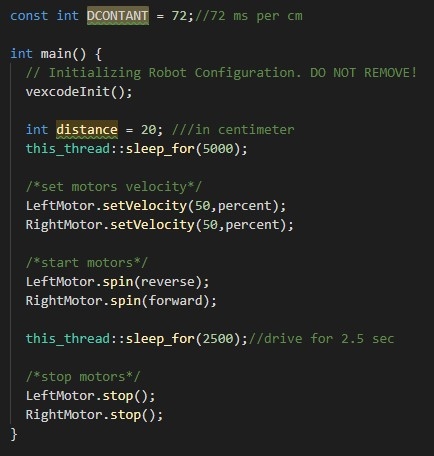 const int DCONTANT = 72;//72 ms per cm
int main() {
// Initializing Robot Configuration. DO NOT REMOVE!
vexcodeInit();
int distance = 20; ///in centimeter
this_thread::sleep_for(5000);
/*set motors velocity*/
LeftMotor.setVelocity(50,percent);
RightMotor.setVelocity(50,percent);
/*start motors*/
LeftMotor.spin(reverse);
RightMotor.spin(forward);
this_thread::sleep_for(2500);//drive for 2.5 sec
/*stop motors*/
LeftMotor.stop();
RightMotor.stop();
}